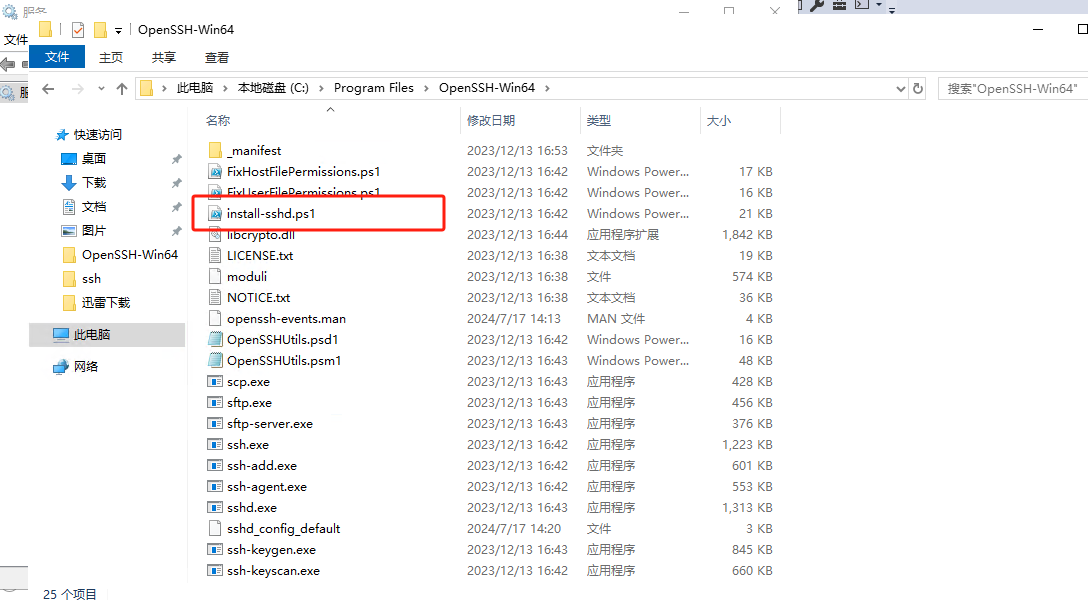 服务
OpenSSH-Win64
文件
文件 主页 共享 查看
此电脑 本地磁盘 (C:) Program Files OpenSSH-Win64 搜索"OpenSSH-Win64"
服
名称 修改日期 类型 大小
快速访问
桌面
下载
文档
图片
OpenSSH-Win64
ssh
迅雷下载
此电脑
网络
_manifest 2023/12/13 16:53 文件夹
FixHostFilePermissions.ps1 2023/12/13 16:42 Windows Power... 17 KB
FixUserFilePermissions.ps1 2023/12/13 16:42 Windows Power... 16 KB
install-sshd.ps1 2023/12/13 16:42 Windows Power... 21 KB
libcrypto.dll 2023/12/13 16:44 应用程序扩展 1,842 KB
LICENSE.txt 2023/12/13 16:38 文本文档 19 KB
moduli 2023/12/13 16:38 文件 574 KB
NOTICE.txt 2023/12/13 16:38 文本文档 36 KB
openssh-events.man 2024/7/17 14:13 MAN 文件 4 KB
OpenSSHUtils.psd1 2023/12/13 16:42 Windows Power... 16 KB
OpenSSHUtils.psm1 2023/12/13 16:43 Windows Power... 48 KB
scp.exe 2023/12/13 16:43 应用程序 428 KB
sftp.exe 2023/12/13 16:43 应用程序 456 KB
sftp-server.exe 2023/12/13 16:43 应用程序 376 KB
ssh.exe 2023/12/13 16:42 应用程序 1,223 KB
ssh-add.exe 2023/12/13 16:42 应用程序 601 KB
ssh-agent.exe 2023/12/13 16:42 应用程序 553 KB
sshd.exe 2023/12/13 16:43 应用程序 1,313 KB
sshd_config_default 2024/7/17 14:20 文件 3 KB
ssh-keygen.exe 2023/12/13 16:43 应用程序 845 KB
ssh-keyscan.exe 2023/12/13 16:42 应用程序 660 KB
25 个项目